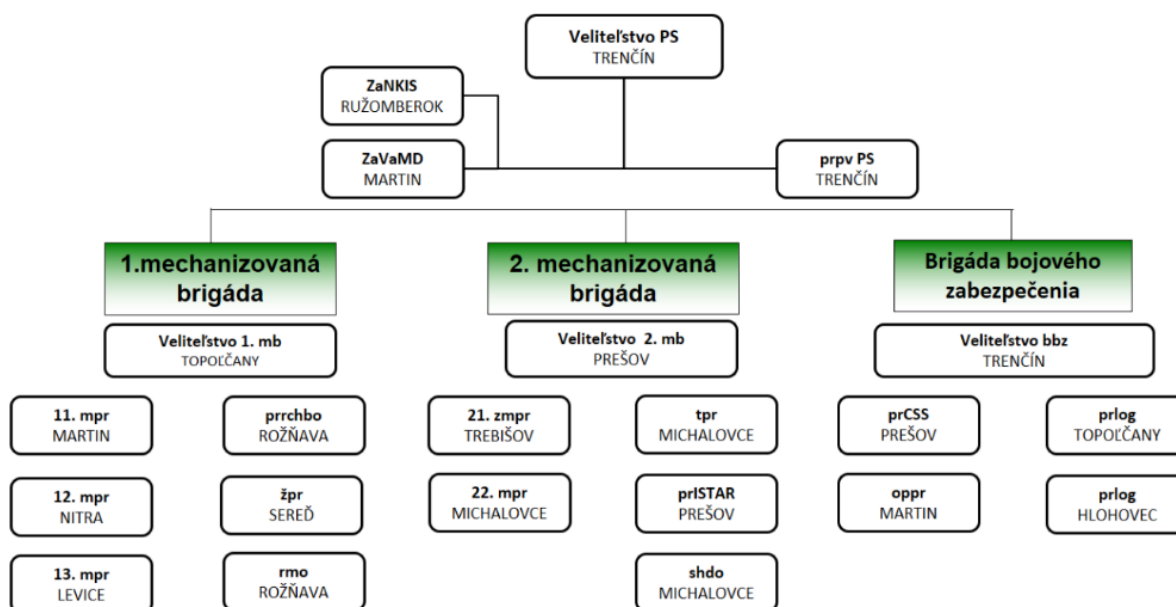 Veliteľstvo PS
TRENČÍN
ZaNKIS
RUŽOMBEROK
ZaVaMD
MARTIN
prpv PS
TRENČÍN
1.mechanizovaná
brigáda
Veliteľstvo 1. mb
TOPOĽČANY
11. mpr
MARTIN
12. mpr
NITRA
13. mpr
LEVICE
prrchbo
ROŽŇAVA
žpr
SEREĎ
rmo
ROŽŇAVA
2. mechanizovaná
brigáda
Veliteľstvo 2. mb
PREŠOV
21. zmpr
TREBIŠOV
22. mpr
MICHALOVCE
tpr
MICHALOVCE
prISTAR
PREŠOV
shdo
MICHALOVCE
Brigáda bojového
zabezpečenia
Veliteľstvo bbz
TRENČÍN
prCSS
PREŠOV
oppr
MARTIN
prlog
TOPOĽČANY
prlog
HLOHOVEC